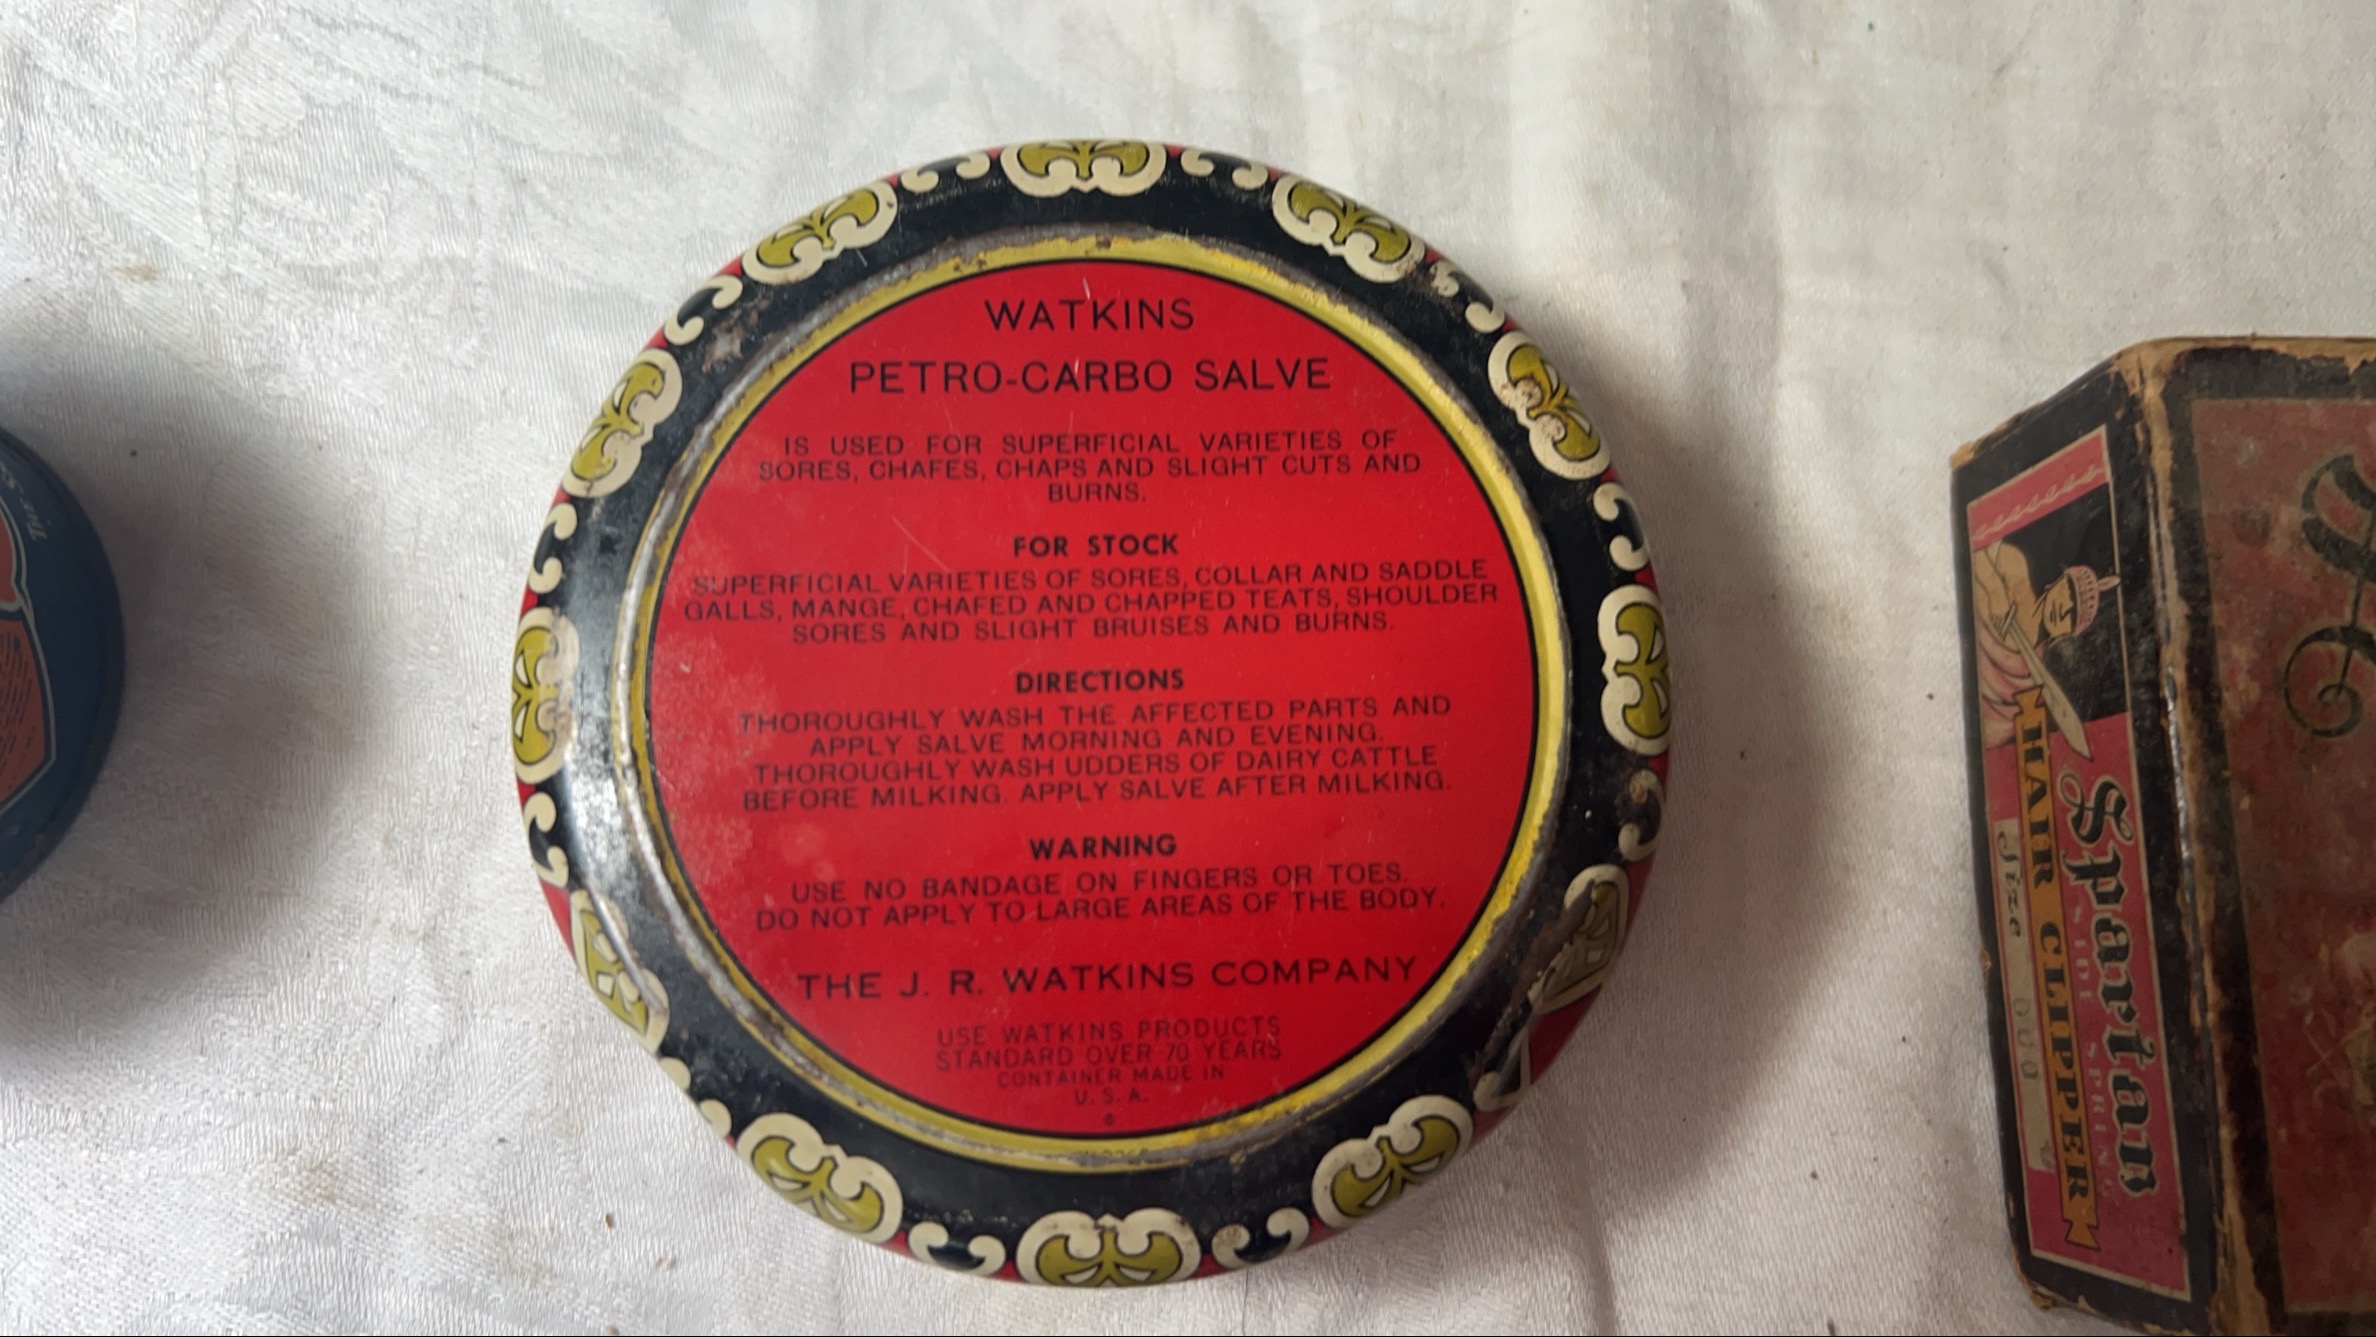 WATKINS
PETRO-CARBO SALVE
IS USED FOR SUPERFICIAL VARIETIES OF
SORES, CHAFES, CHAPS AND SLIGHT CUTS AND
BURNS.
FOR STOCK
SUPERFICIAL VARIETIES OF SORES, COLLAR AND SADDLE
GALLS, MANGE, CHAFED AND CHAPPED TEATS, SHOULDER
SORES AND SLIGHT BRUISES AND BURNS.
DIRECTIONS
THOROUGHLY WASH THE AFFECTED PARTS AND
APPLY SALVE MORNING AND EVENING.
THOROUGHLY WASH UDDERS OF DAIRY CATTLE
BEFORE MILKING. APPLY SALVE AFTER MILKING.
WARNING
USE NO BANDAGE ON FINGERS OR TOES.
DO NOT APPLY TO LARGE AREAS OF THE BODY.
THE J. R. WATKINS COMPANY
USE WATKINS PRODUCTS
STANDARD OVER 70 YEARS
CONTAINER MADE IN
U. S. A.
Spartan
SIDE SPRING
HAIR CLIPPER
Size 000